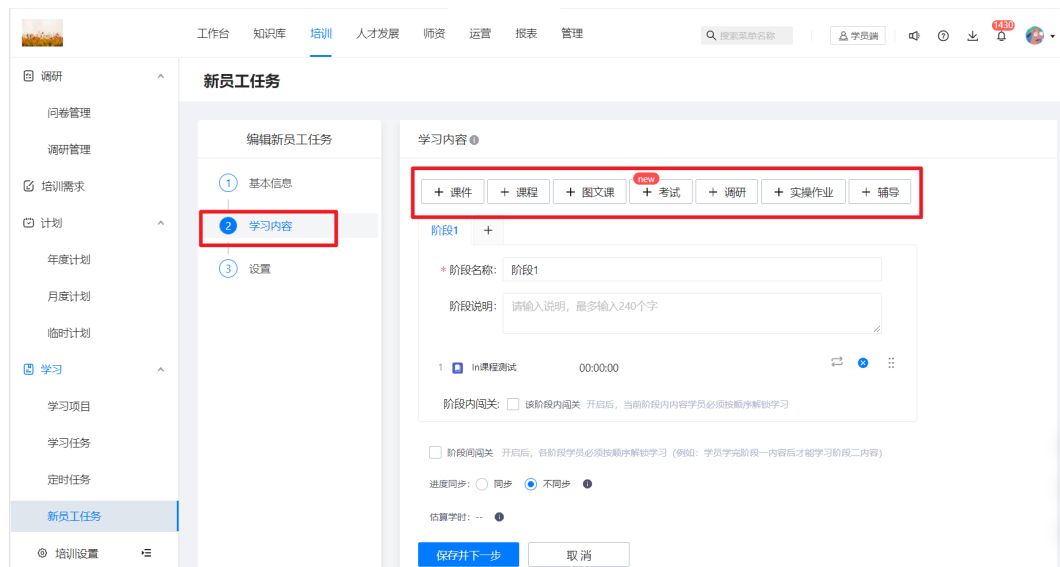 工作台 知识库 培训 人才发展 师资 运营 报表 管理 搜索菜单名称 学员端 1430
调研
问卷管理
调研管理
培训需求
计划
年度计划
月度计划
临时计划
学习
学习项目
学习任务
定时任务
新员工任务
培训设置
新员工任务
编辑新员工任务
1 基本信息
2 学习内容
3 设置
学习内容
new
+ 课件 + 课程 + 图文课 + 考试 + 调研 + 实操作业 + 辅导
阶段1 +
* 阶段名称: 阶段1
阶段说明: 请输入说明，最多输入240个字
1 In课程测试 00:00:00
阶段内闯关: 该阶段内闯关 开启后，当前阶段内内容学员必须按顺序解锁学习
阶段间闯关 开启后，各阶段学员必须按顺序解锁学习 (例如：学员学完阶段一内容后才能学习阶段二内容)
进度同步: 同步 不同步
估算学时: --
保存并下一步 取消